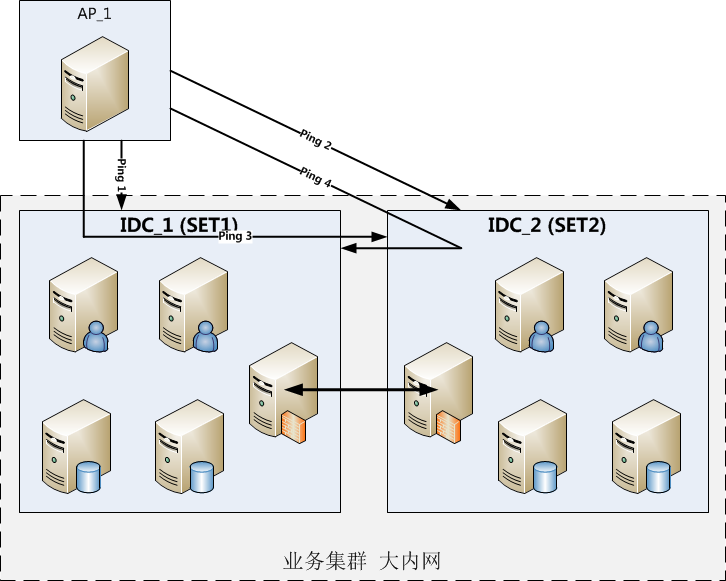 AP_1
Ping 2
Ping 1
Ping 4
IDC_1 (SET1)
IDC_2 (SET2)
Ping 3
业务集群 大内网